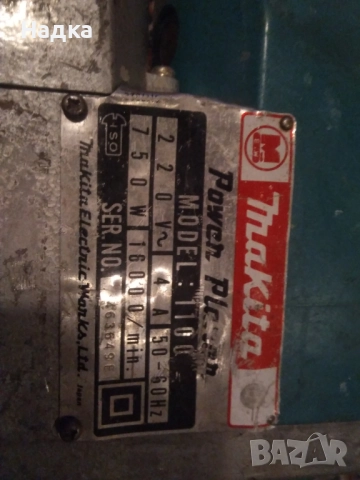 Надка
makita
Power Planer
MODEL: 1100
220V~ 4A 50-60Hz
750W 16000/min.
SER.NO.
Makita Electric Works, Ltd.
BAZAR